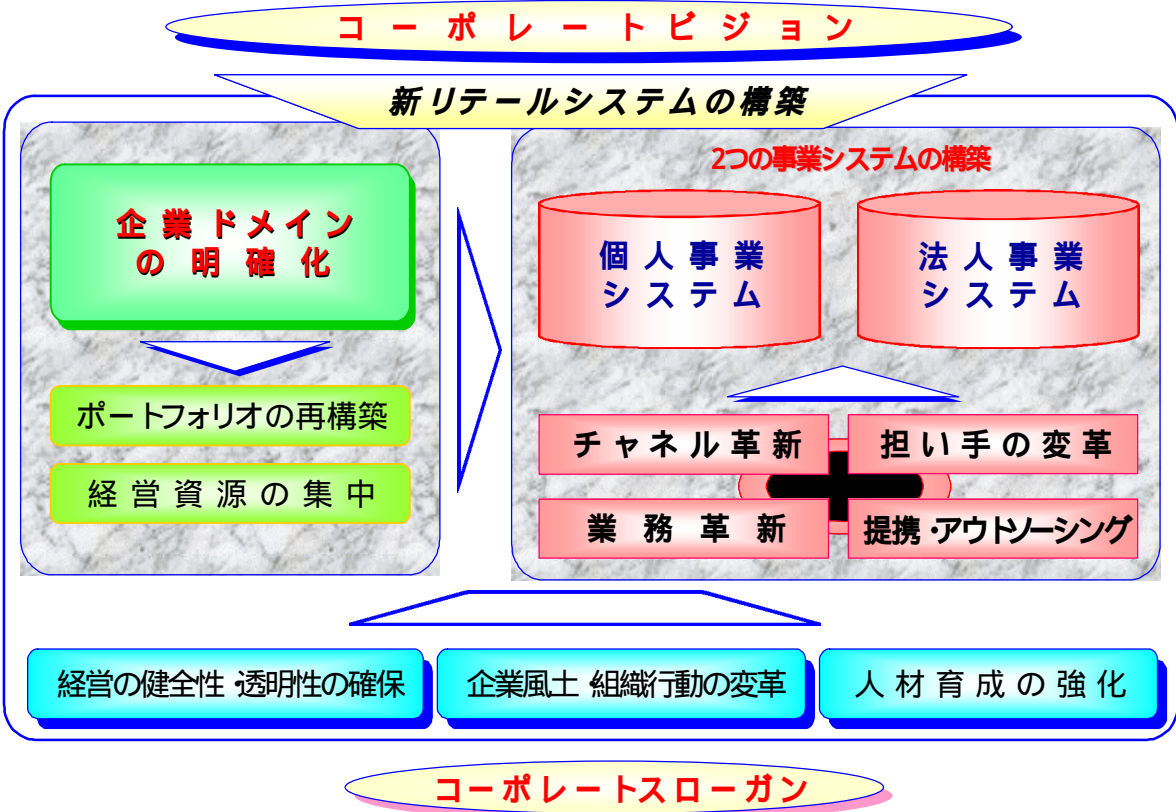 コーポレートビジョン
新リテールシステムの構築
企業ドメイン
の明確化
ポートフォリオの再構築
経営資源の集中
2つの事業システムの構築
個人事業
システム
法人事業
システム
チャネル革新
担い手の変革
業務革新
提携・アウトソーシング
経営の健全性・透明性の確保
企業風土・組織行動の変革
人材育成の強化
コーポレートスローガン